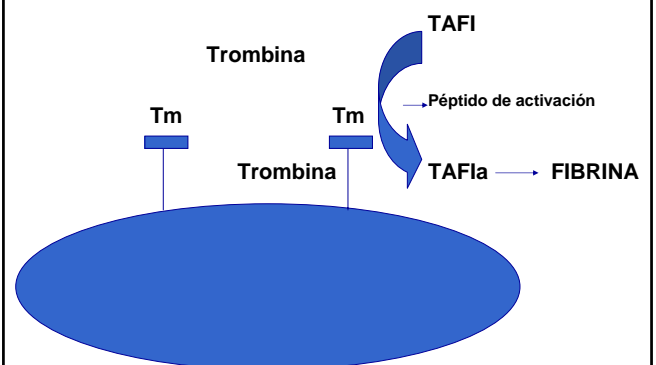 TAFI
Trombina
Péptido de activación
Tm
Tm
Trombina
TAFIa
FIBRINA